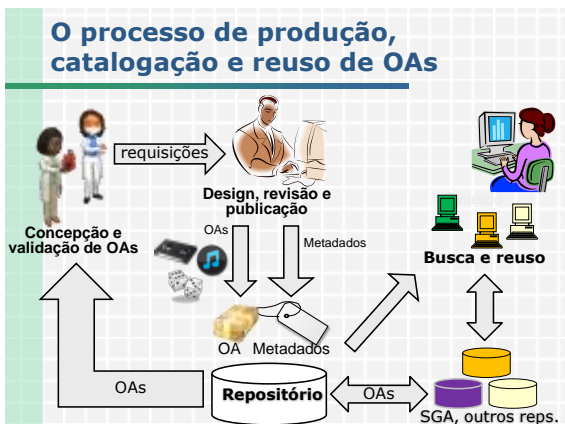 O processo de produção,
catalogação e reuso de OAs
requisições
Design, revisão e
publicação
Concepção e
validação de OAs
OAs
Metadados
Busca e reuso
OA Metadados
OAs
Repositório
OAs
SGA, outros reps.